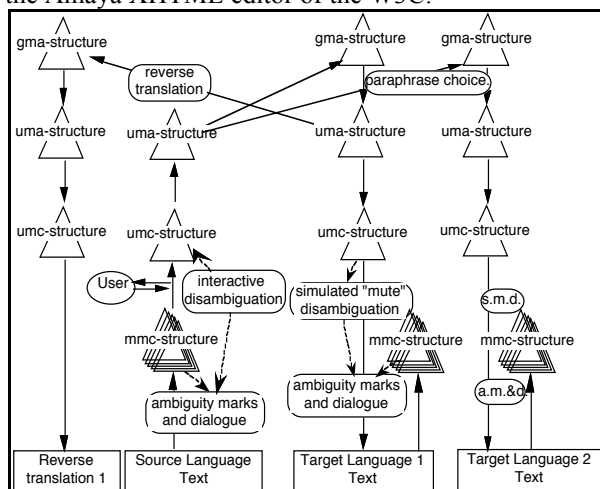 the Amaya XHTML editor of the W3C.
gma-structure
gma-structure
gma-structure
reverse
translation
paraphrase choice.
uma-structure
uma-structure
uma-structure
uma-structure
umc-structure
umc-structure
umc-structure
umc-structure
User
interactive
disambiguation
simulated "mute"
disambiguation
s.m.d.
mmc-structure
mmc-structure
mmc-structure
ambiguity marks
and dialogue
ambiguity marks
and dialogue
a.m.&d.
Reverse
translation 1
Source Language
Text
Target Language 1
Text
Target Language 2
Text